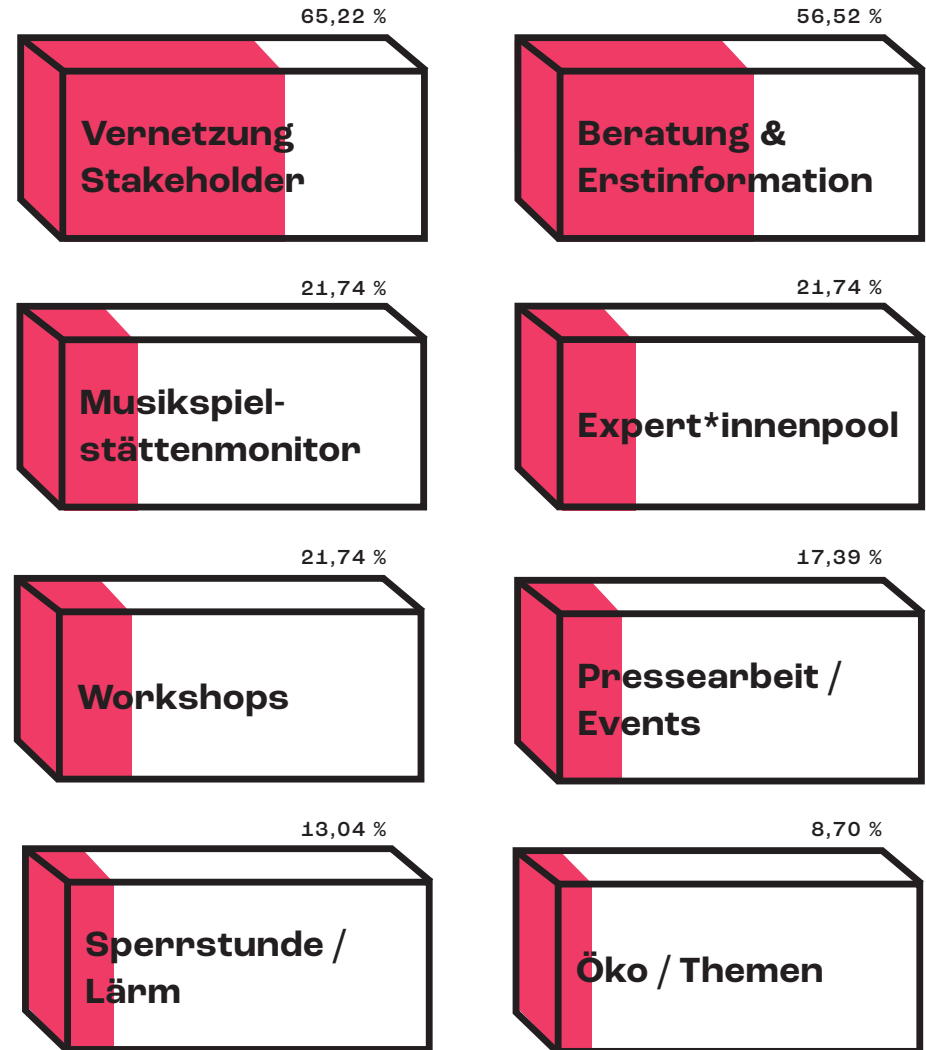 65,22 %
Vernetzung
Stakeholder
56,52 %
Beratung &
Erstinformation
21,74 %
Musikspiel-
stättenmonitor
21,74 %
Expert*innenpool
21,74 %
Workshops
17,39 %
Pressearbeit /
Events
13,04 %
Sperrstunde /
Lärm
8,70 %
Öko / Themen